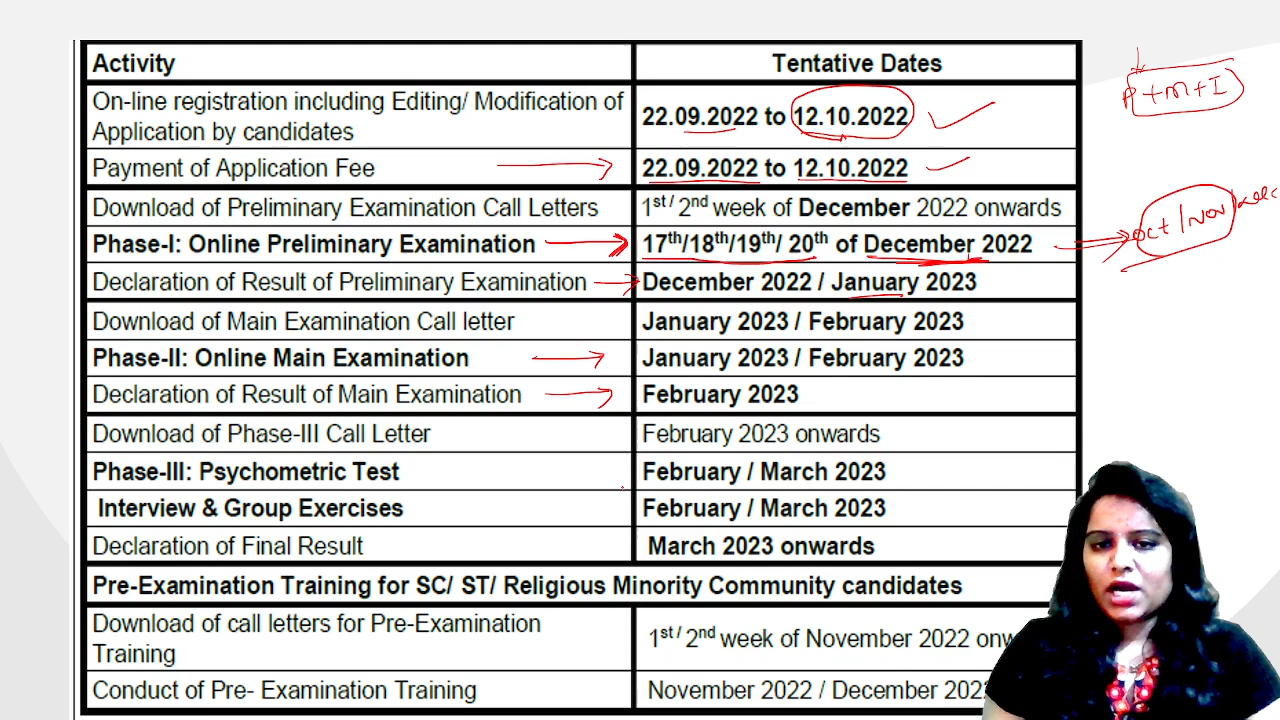 Activity Tentative Dates
On-line registration including Editing/ Modification of
Application by candidates
22.09.2022 to 12.10.2022
P+M+I
Payment of Application Fee 22.09.2022 to 12.10.2022
Download of Preliminary Examination Call Letters 1st / 2nd week of December 2022 onwards
Phase-I: Online Preliminary Examination 17th/18th/19th/ 20th of December 2022
Oct/Nov/
Declaration of Result of Preliminary Examination December 2022 / January 2023
Download of Main Examination Call letter January 2023 / February 2023
Phase-II: Online Main Examination January 2023 / February 2023
Declaration of Result of Main Examination February 2023
Download of Phase-III Call Letter February 2023 onwards
Phase-III: Psychometric Test February / March 2023
Interview & Group Exercises February / March 2023
Declaration of Final Result March 2023 onwards
Pre-Examination Training for SC/ ST/ Religious Minority Community candidates
Download of call letters for Pre-Examination
Training
1st / 2nd week of November 2022
Conduct of Pre- Examination Training November 2022 / December